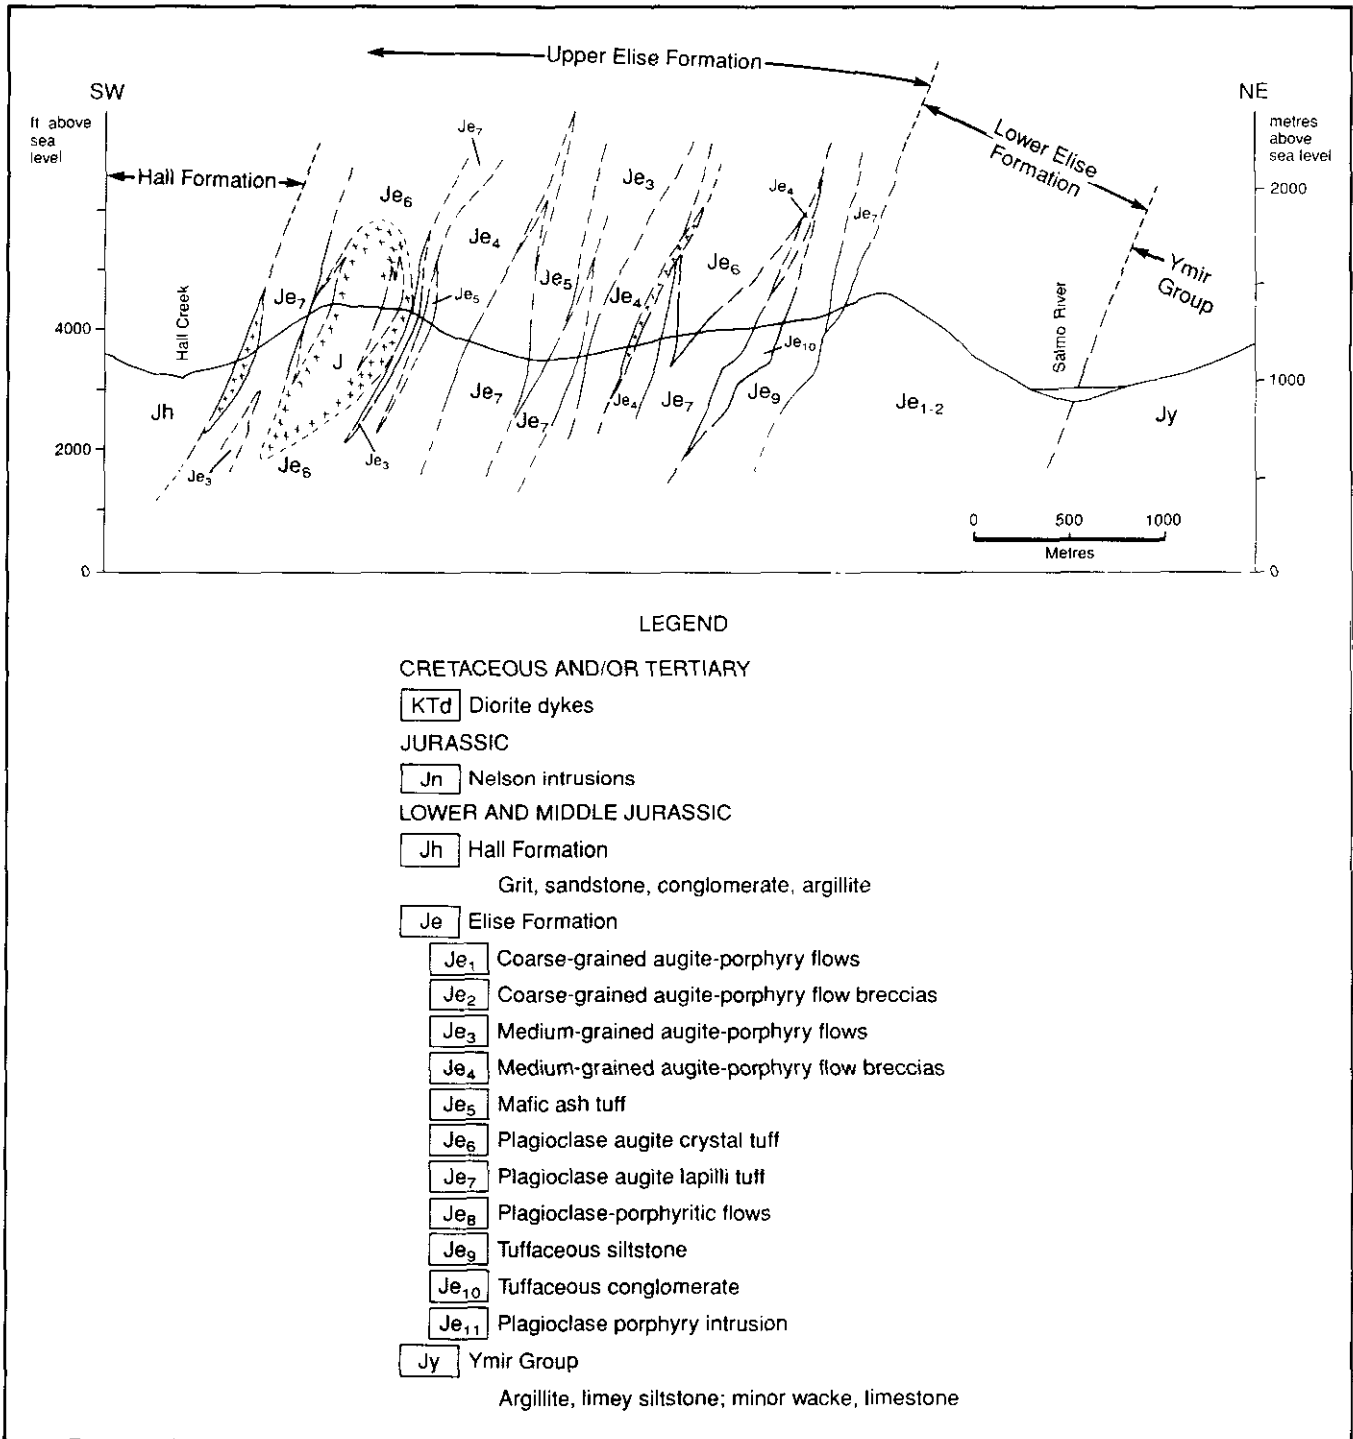 Upper Elise Formation
SW
NE
ft above
sea
level
metres
above
sea level
Hall Formation
Lower Elise
Formation
Ymir
Group
Je7
Je6
Je3
Je4
Je7
2000
Je4
Je6
Je5
Je5
Je7
Je4
Hall Creek
Salmo River
4000
J
Je10
1000
Jh
Je7
Je7
Je4
Je7
Je9
Je1-2
Jy
2000
Je3
Je6
Je3
0
500
1000
Metres
0
0
LEGEND
CRETACEOUS AND/OR TERTIARY
KTd Diorite dykes
JURASSIC
Jn Nelson intrusions
LOWER AND MIDDLE JURASSIC
Jh Hall Formation
Grit, sandstone, conglomerate, argillite
Je Elise Formation
Je1 Coarse-grained augite-porphyry flows
Je2 Coarse-grained augite-porphyry flow breccias
Je3 Medium-grained augite-porphyry flows
Je4 Medium-grained augite-porphyry flow breccias
Je5 Mafic ash tuff
Je6 Plagioclase augite crystal tuff
Je7 Plagioclase augite lapilli tuff
Je8 Plagioclase-porphyritic flows
Je9 Tuffaceous siltstone
Je10 Tuffaceous conglomerate
Je11 Plagioclase porphyry intrusion
Jy Ymir Group
Argillite, limey siltstone; minor wacke, limestone